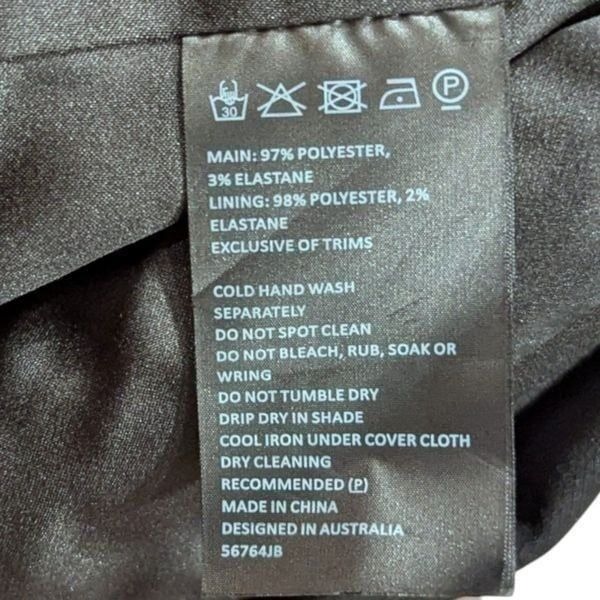 30 P
MAIN: 97% POLYESTER,
3% ELASTANE
LINING: 98% POLYESTER, 2%
ELASTANE
EXCLUSIVE OF TRIMS
COLD HAND WASH
SEPARATELY
DO NOT SPOT CLEAN
DO NOT BLEACH, RUB, SOAK OR
WRING
DO NOT TUMBLE DRY
DRIP DRY IN SHADE
COOL IRON UNDER COVER CLOTH
DRY CLEANING
RECOMMENDED (P)
MADE IN CHINA
DESIGNED IN AUSTRALIA
56764JB